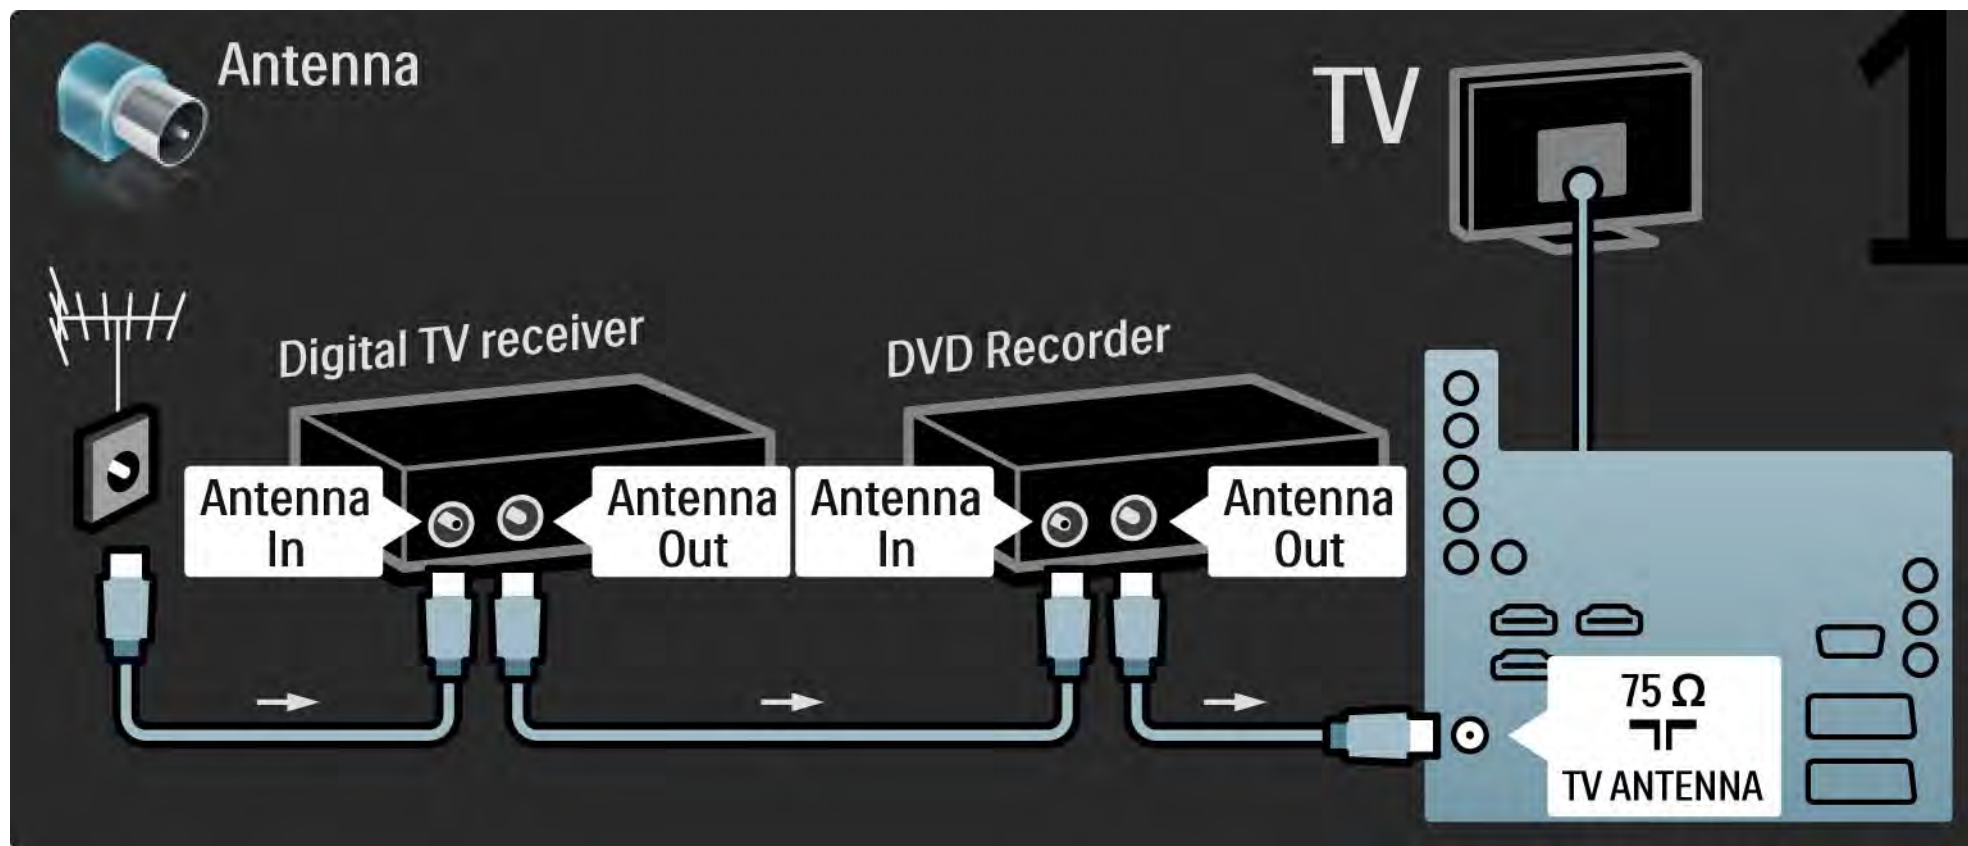 Antenna
TV
1
Digital TV receiver
DVD Recorder
Antenna
In
Antenna
Out
Antenna
In
Antenna
Out
75 Ω
TV ANTENNA